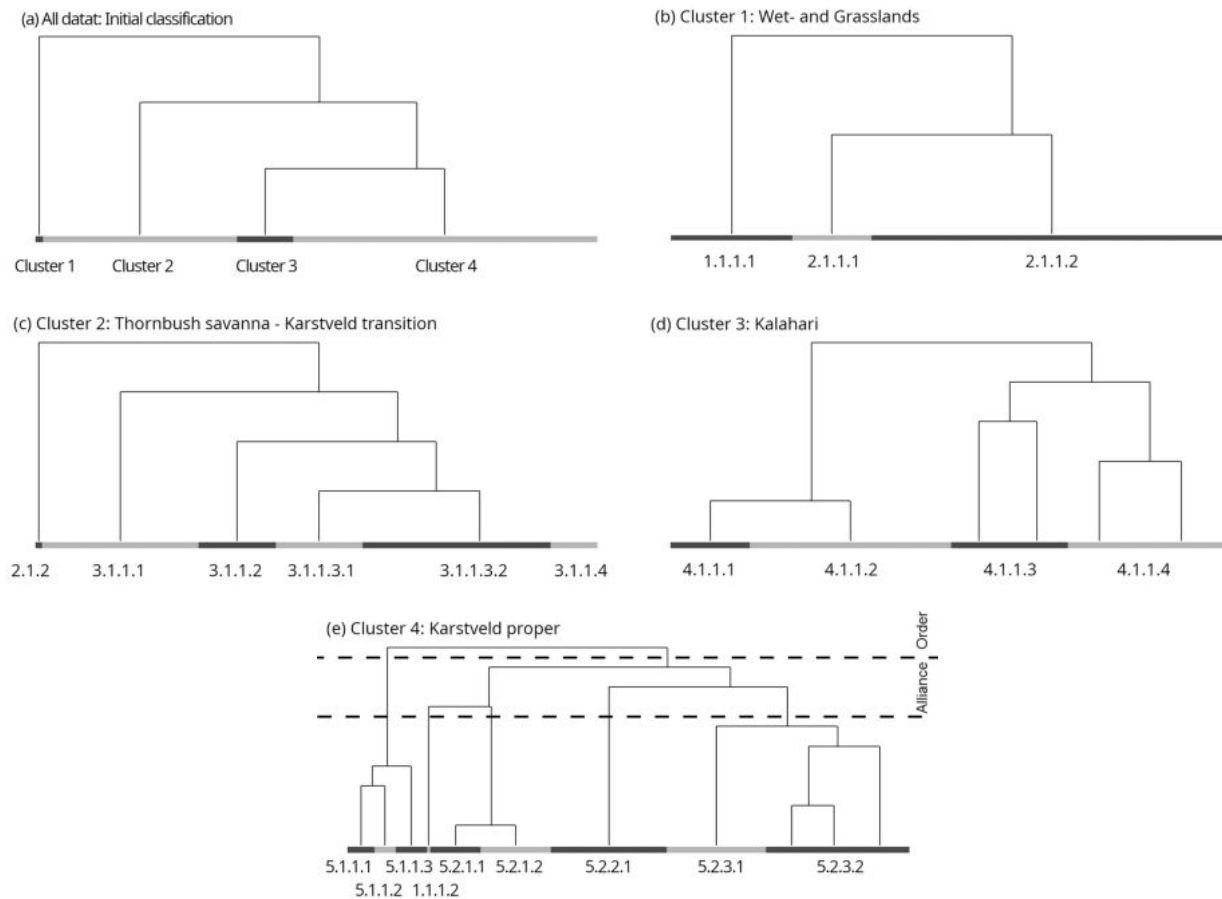 (a) All datat: Initial classification
Cluster 1 Cluster 2 Cluster 3 Cluster 4
(b) Cluster 1: Wet- and Grasslands
1.1.1.1 2.1.1.1 2.1.1.2
(c) Cluster 2: Thornbush savanna - Karstveld transition
2.1.2 3.1.1.1 3.1.1.2 3.1.1.3.1 3.1.1.3.2 3.1.1.4
(d) Cluster 3: Kalahari
4.1.1.1 4.1.1.2 4.1.1.3 4.1.1.4
(e) Cluster 4: Karstveld proper
Order
Alliance
5.1.1.1 5.1.1.3 5.2.1.1 5.2.1.2 5.2.2.1 5.2.3.1 5.2.3.2
5.1.1.2 1.1.1.2